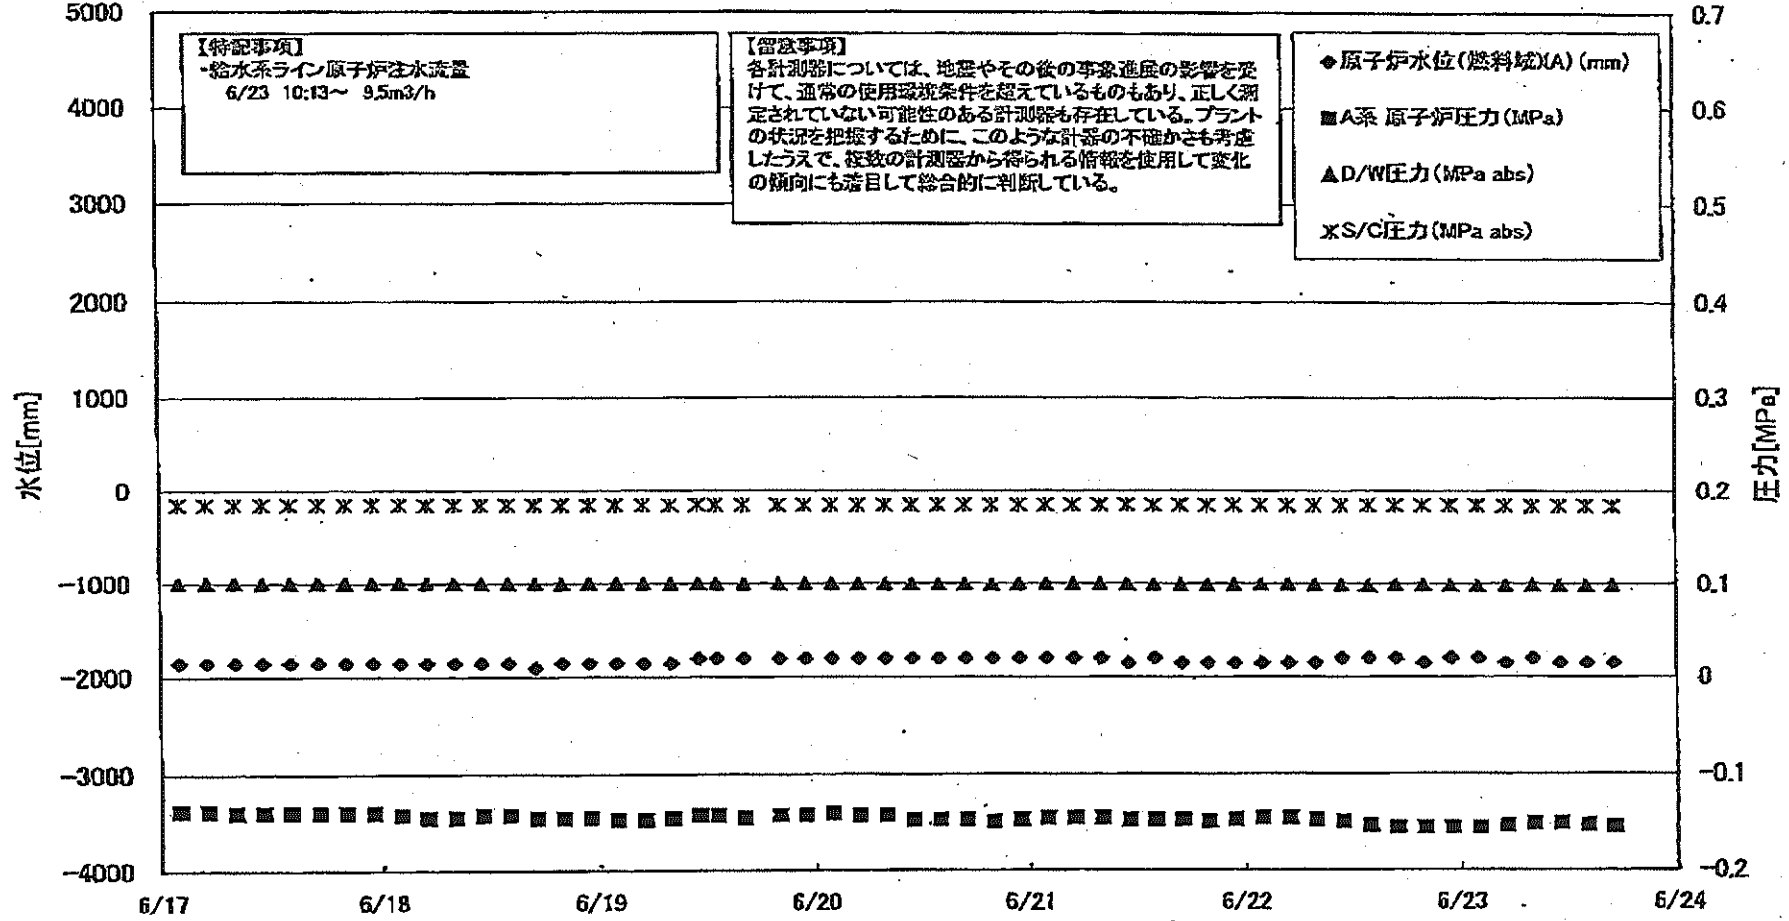 5000
4000
3000
2000
1000
0
-1000
-2000
-3000
-4000
水位[mm]
【特記事項】
・給水系ライン原子炉注水流量
6/23 10:13～ 9.5m3/h
【留意事項】
各計測器については、地震やその後の事象進展の影響を受
けて、通常の使用環境条件を超えているものもあり、正しく測
定されていない可能性のある計測器も存在している。プラント
の状況を把握するために、このような計器の不確かさも考慮
したうえで、複数の計測器から得られる情報を使用して変化
の傾向にも着目して総合的に判断している。
◆原子炉水位(燃料域)(A)(mm)
■A系 原子炉圧力(MPa)
▲D/W圧力(MPa abs)
S/C圧力(MPa abs)
0.7
0.6
0.5
0.4
0.3
0.2
0.1
0
-0.1
-0.2
圧力[MPa]
6/17 6/18 6/19 6/20 6/21 6/22 6/23 6/24